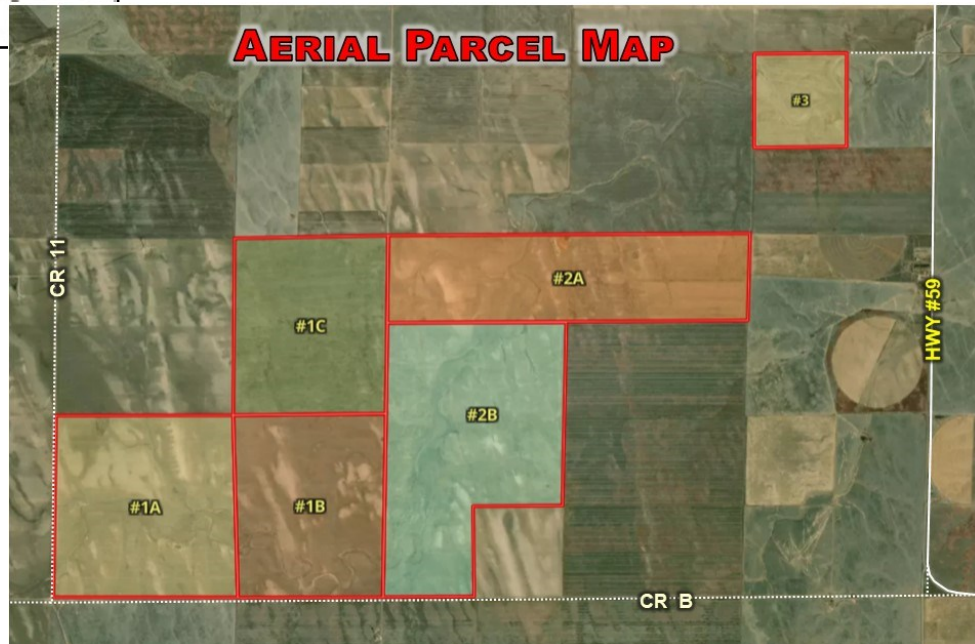 AERIAL PARCEL MAP
#3
CR 11
#2A
HWY #59
#1C
#2B
#1A
#1B
CR B